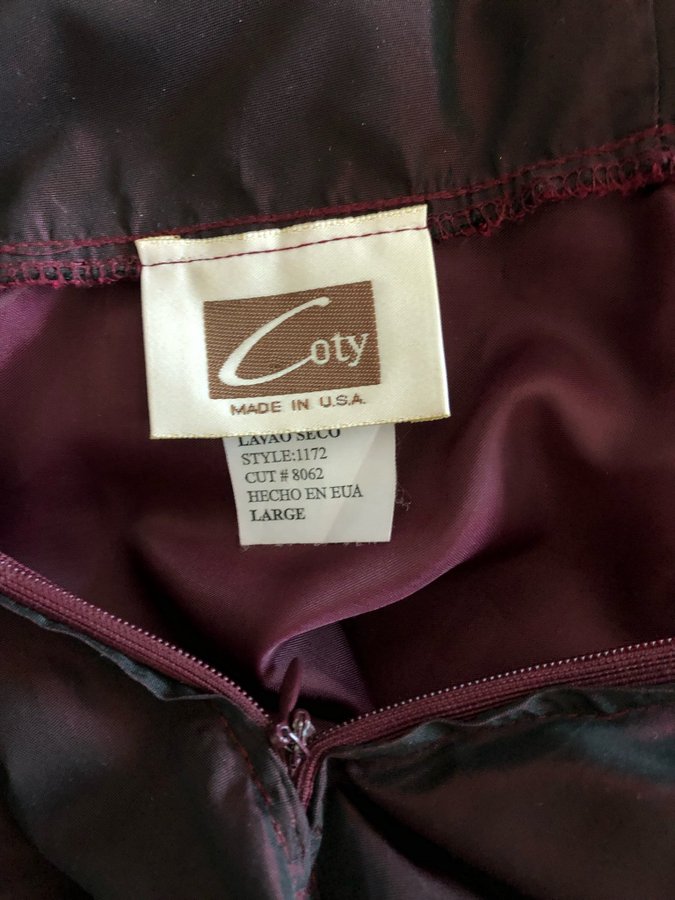 Coty
MADE IN U.S.A.
LAVAO SECO
STYLE:1172
CUT # 8062
HECHO EN EUA
LARGE